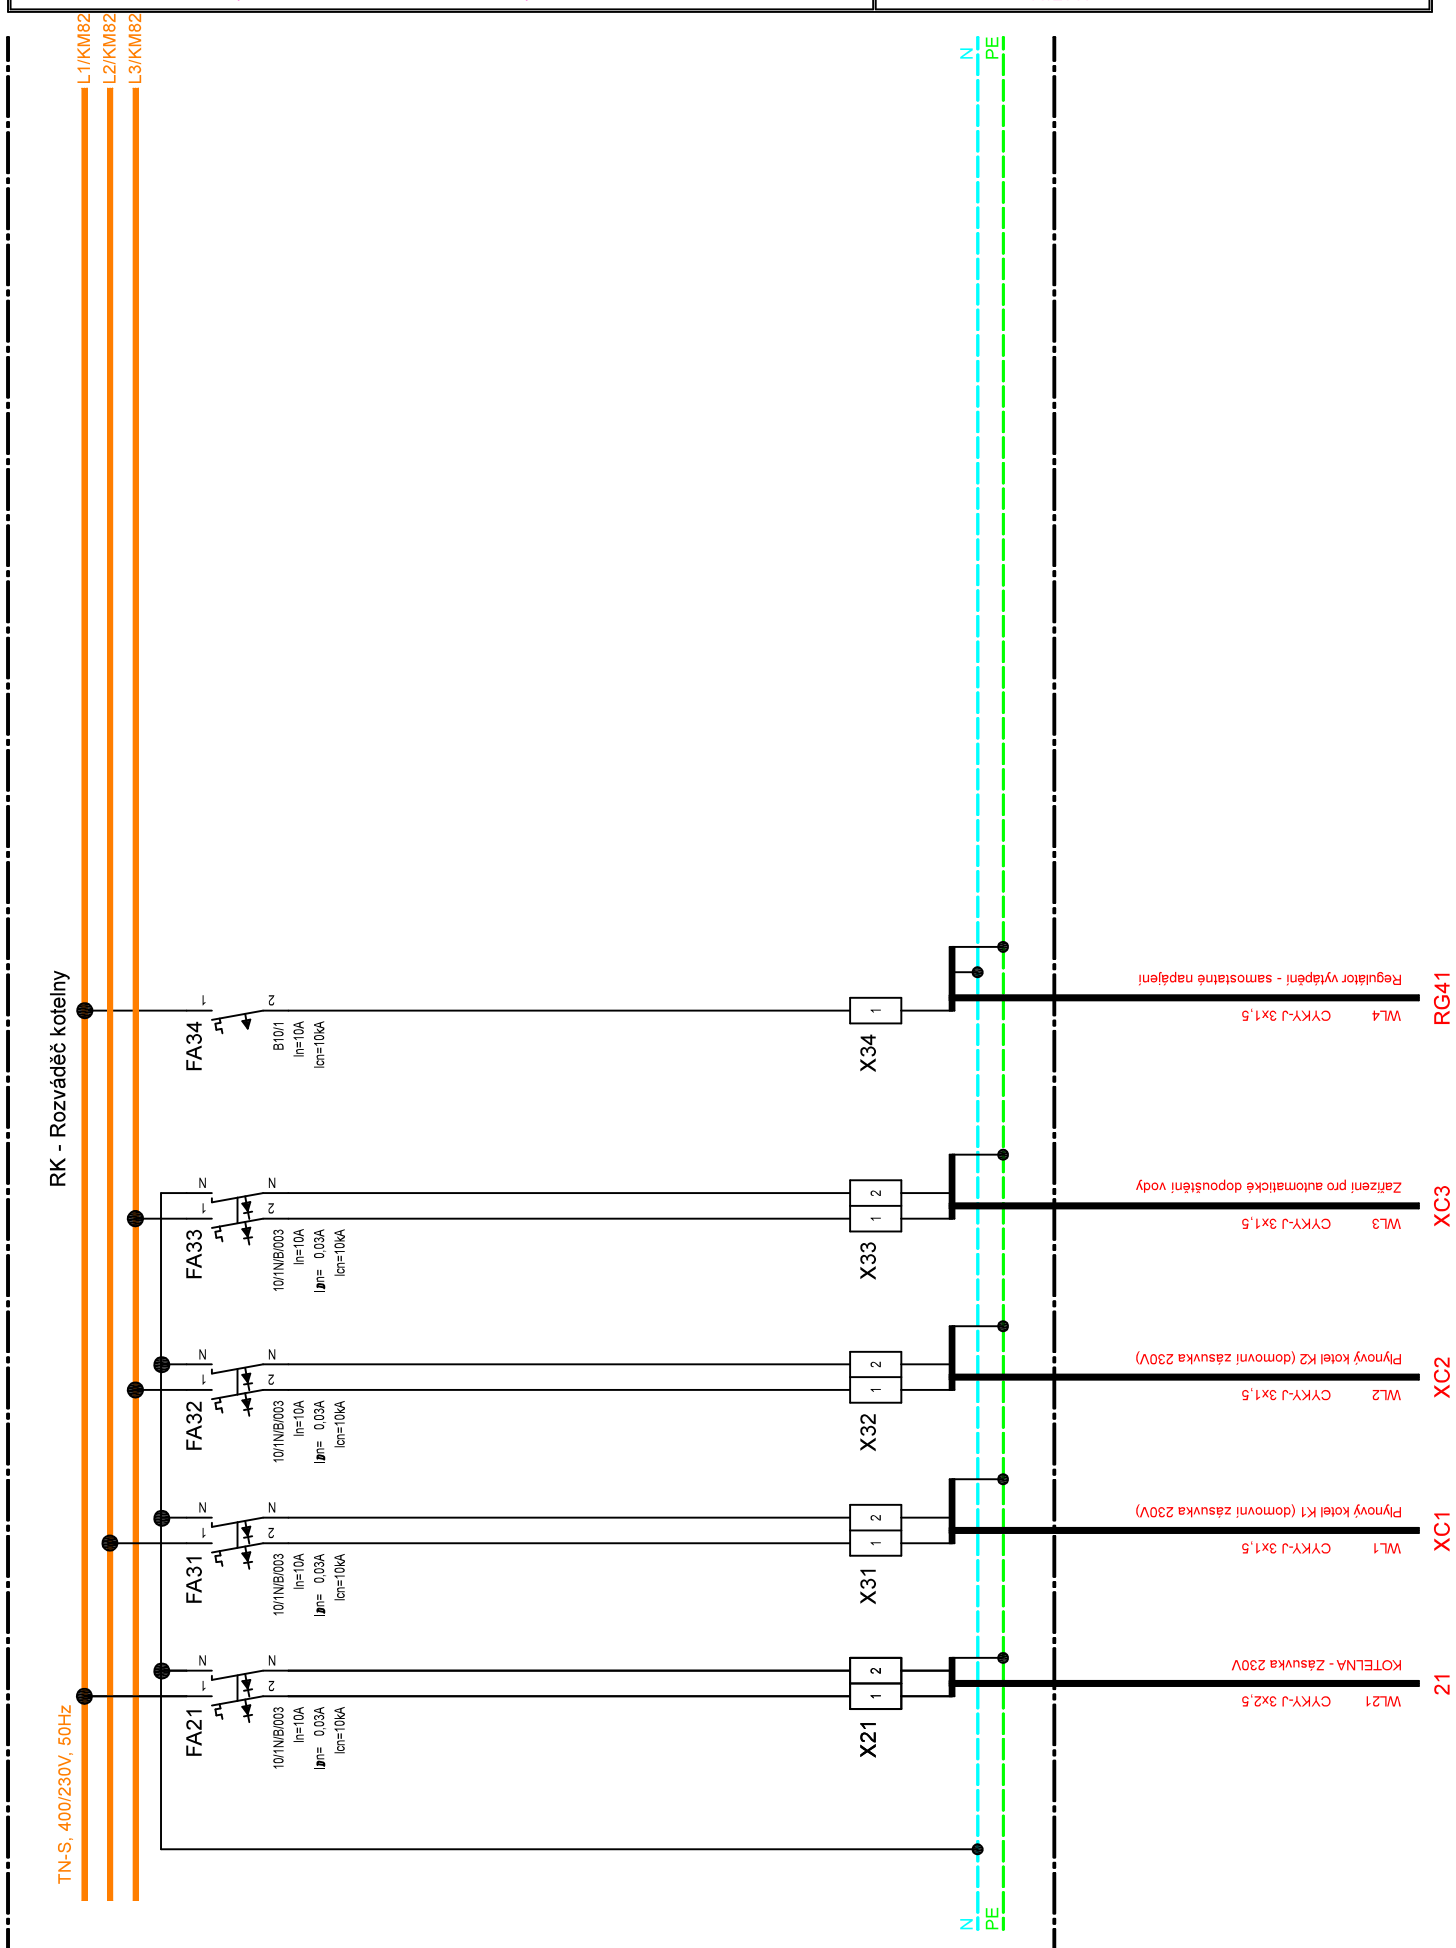 RK - Rozváděč kotelny
TN-S, 400/230V, 50Hz
L1/KM82
L2/KM82
L3/KM82
FA21
1
N
2
N
10/1N/B/003
In=10A
0,03A
Icn=10kA
FA31
1
N
2
N
10/1N/B/003
In=10A
0,03A
Icn=10kA
FA32
1
N
2
N
10/1N/B/003
In=10A
0,03A
Icn=10kA
FA33
1
N
2
N
10/1N/B/003
In=10A
0,03A
Icn=10kA
FA34
1
2
B10/1
In=10A
Icn=10kA
X21
1
2
X31
1
2
X32
1
2
X33
1
2
X34
1
N
PE
N
PE
WL21 CYKY-J 3x2,5
KOTELNA - Zásuvka 230V
21
WL1 CYKY-J 3x1,5
Plynový kotel K1 (domovní zásuvka 230V)
XC1
WL2 CYKY-J 3x1,5
Plynový kotel K2 (domovní zásuvka 230V)
XC2
WL3 CYKY-J 3x1,5
Zařízení pro automatické dopouštění vody
XC3
WL4 CYKY-J 3x1,5
Regulátor vytápění - samostatné napájení
RG41